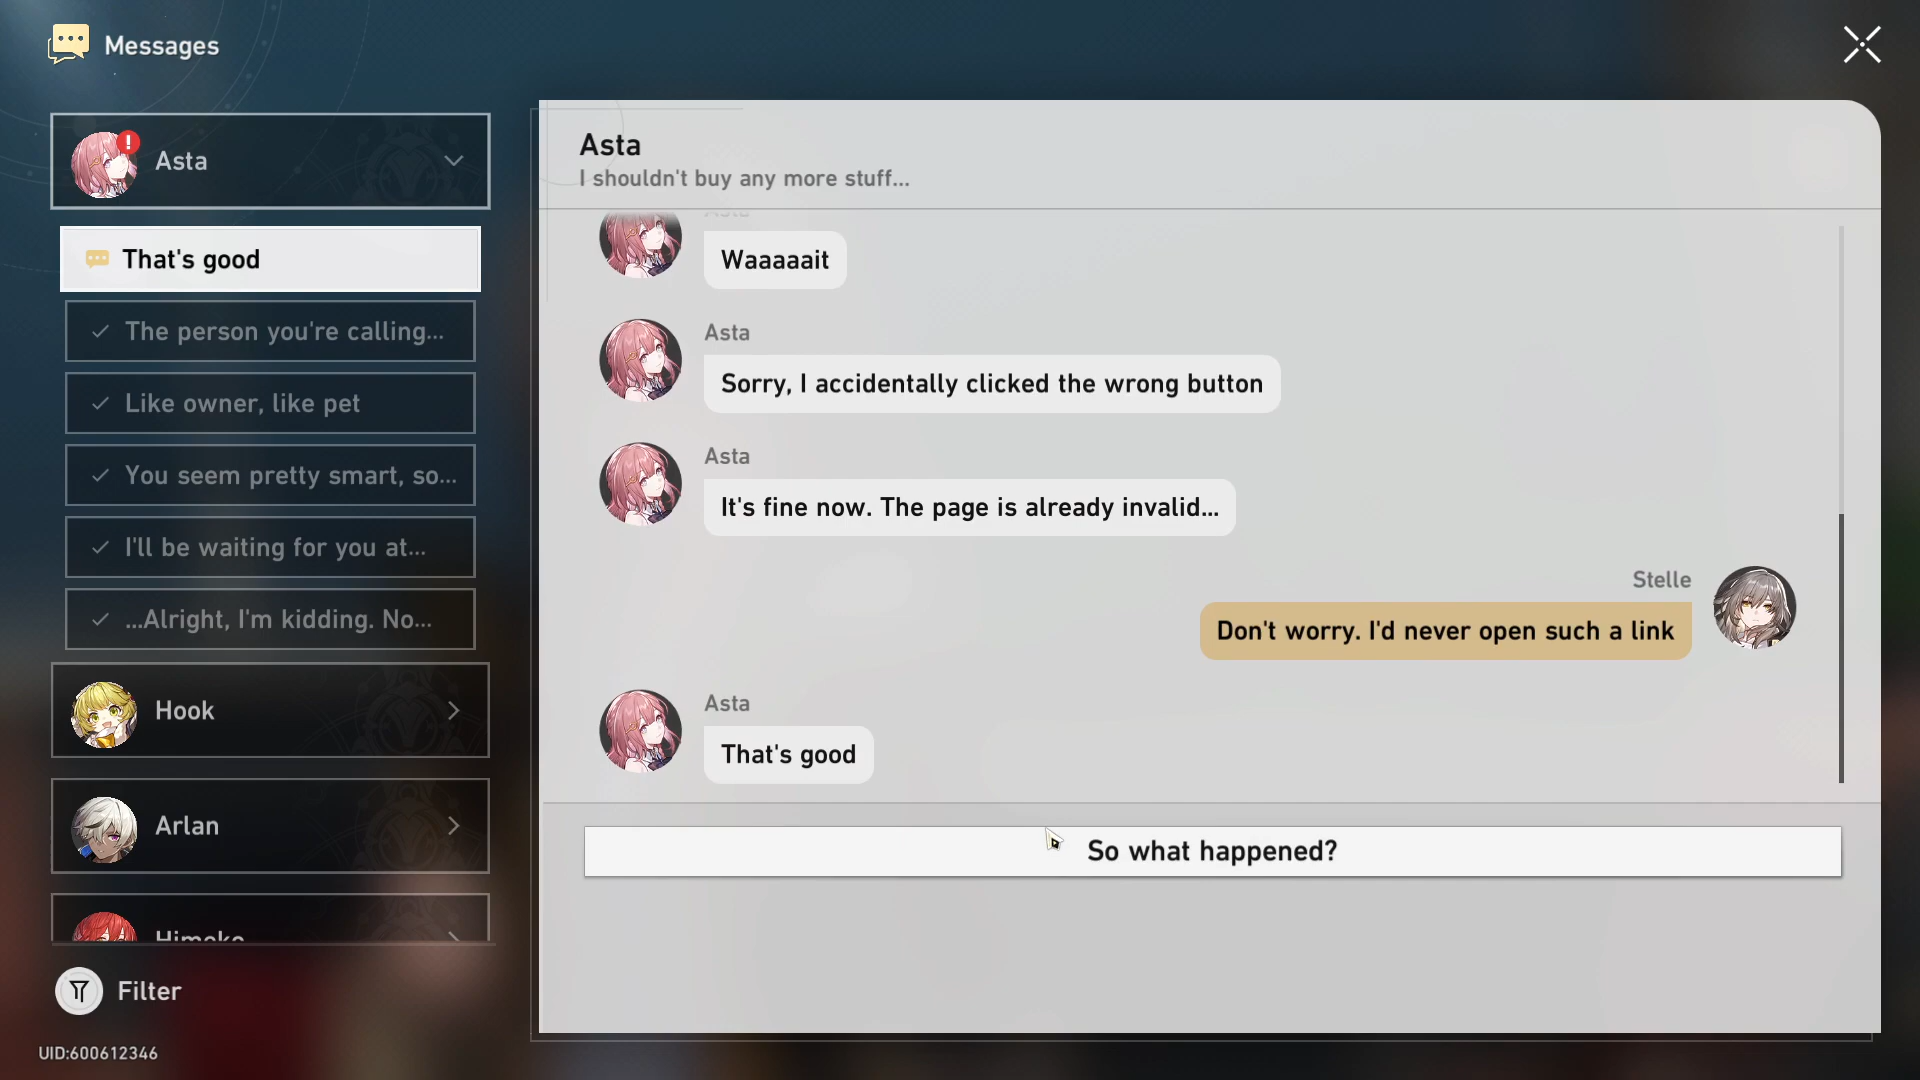 Messages
Asta
That's good
The person you're calling...
Like owner, like pet
You seem pretty smart, so...
I'll be waiting for you at...
...Alright, I'm kidding. No...
Hook
Arlan
Himeko
Filter
UID:600612346
Asta
I shouldn't buy any more stuff...
Asta
Waaaaait
Asta
Sorry, I accidentally clicked the wrong button
Asta
It's fine now. The page is already invalid...
Stelle
Don't worry. I'd never open such a link
Asta
That's good
So what happened?